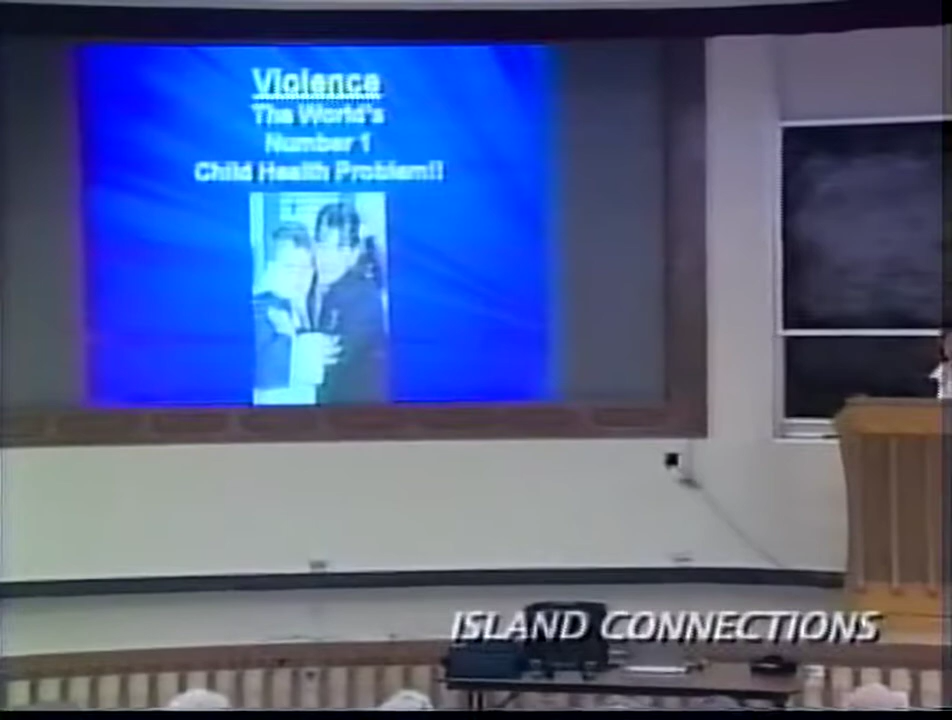 Violence
The World's
Number 1
Child Health Problem!!
ISLAND CONNECTIONS